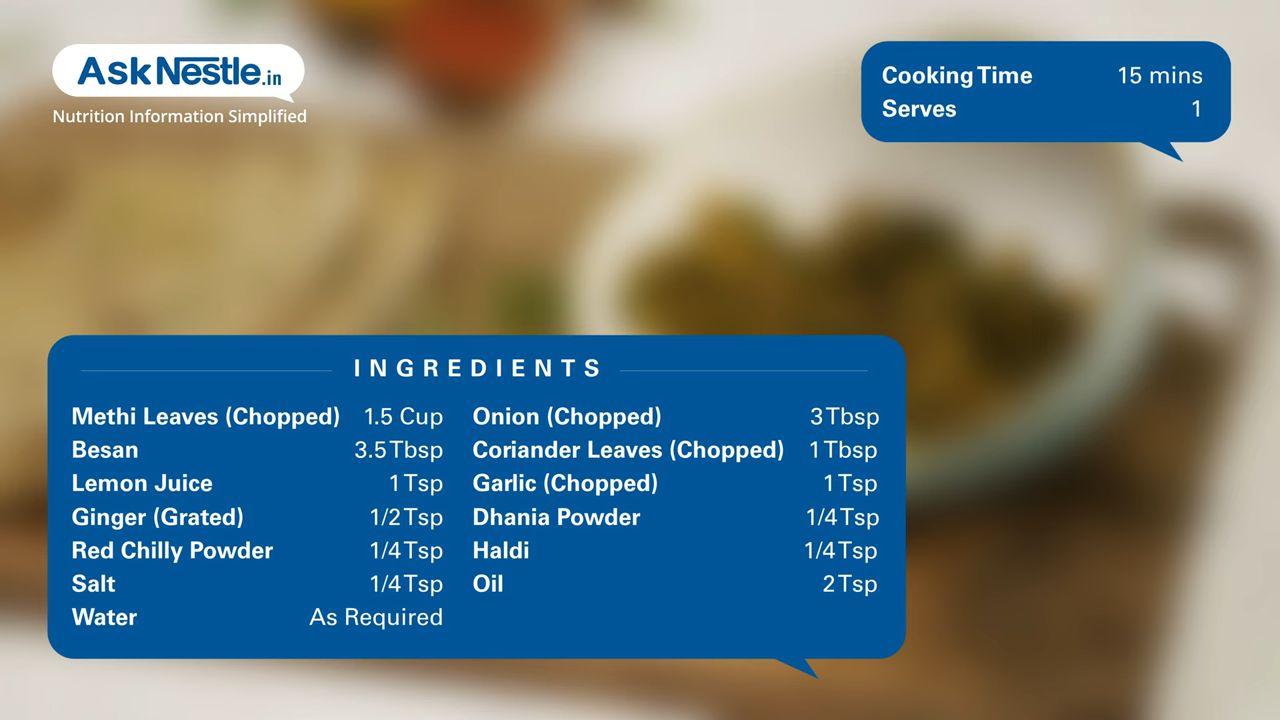 AskNestle.in
Nutrition Information Simplified
Cooking Time 15 mins
Serves 1
INGREDIENTS
Methi Leaves (Chopped) 1.5 Cup
Besan 3.5 Tbsp
Lemon Juice 1 Tsp
Ginger (Grated) 1/2 Tsp
Red Chilly Powder 1/4 Tsp
Salt 1/4 Tsp
Water As Required
Onion (Chopped) 3 Tbsp
Coriander Leaves (Chopped) 1 Tbsp
Garlic (Chopped) 1 Tsp
Dhania Powder 1/4 Tsp
Haldi 1/4 Tsp
Oil 2 Tsp